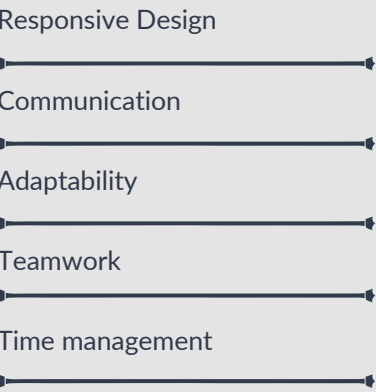 Responsive Design
Communication
Adaptability
Teamwork
Time management